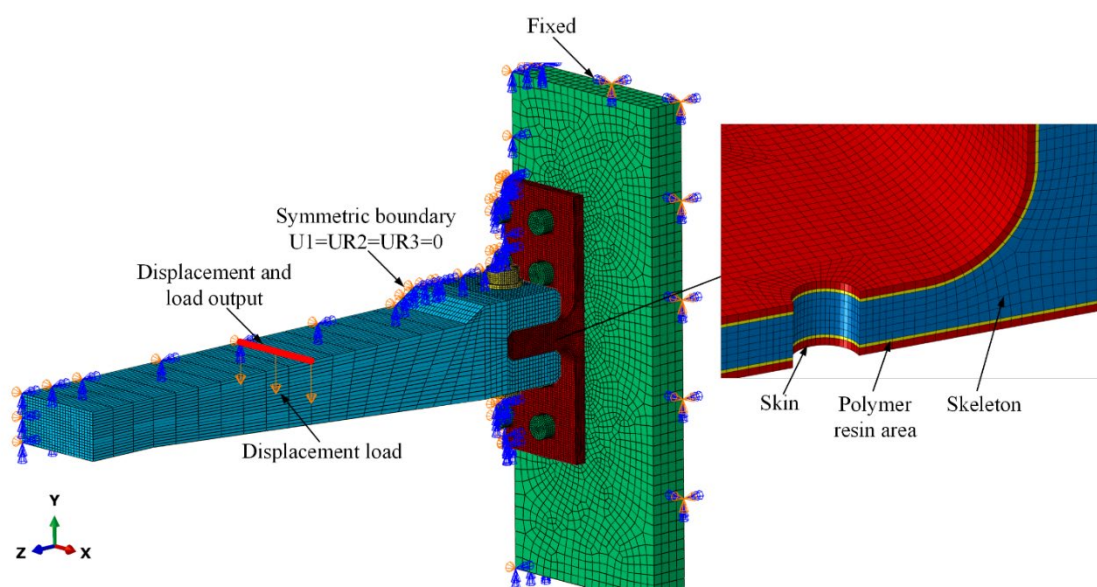 Fixed
Symmetric boundary
U1=UR2=UR3=0
Displacement and
load output
Displacement load
Skin
Polymer
resin area
Skeleton
Y
Z
X